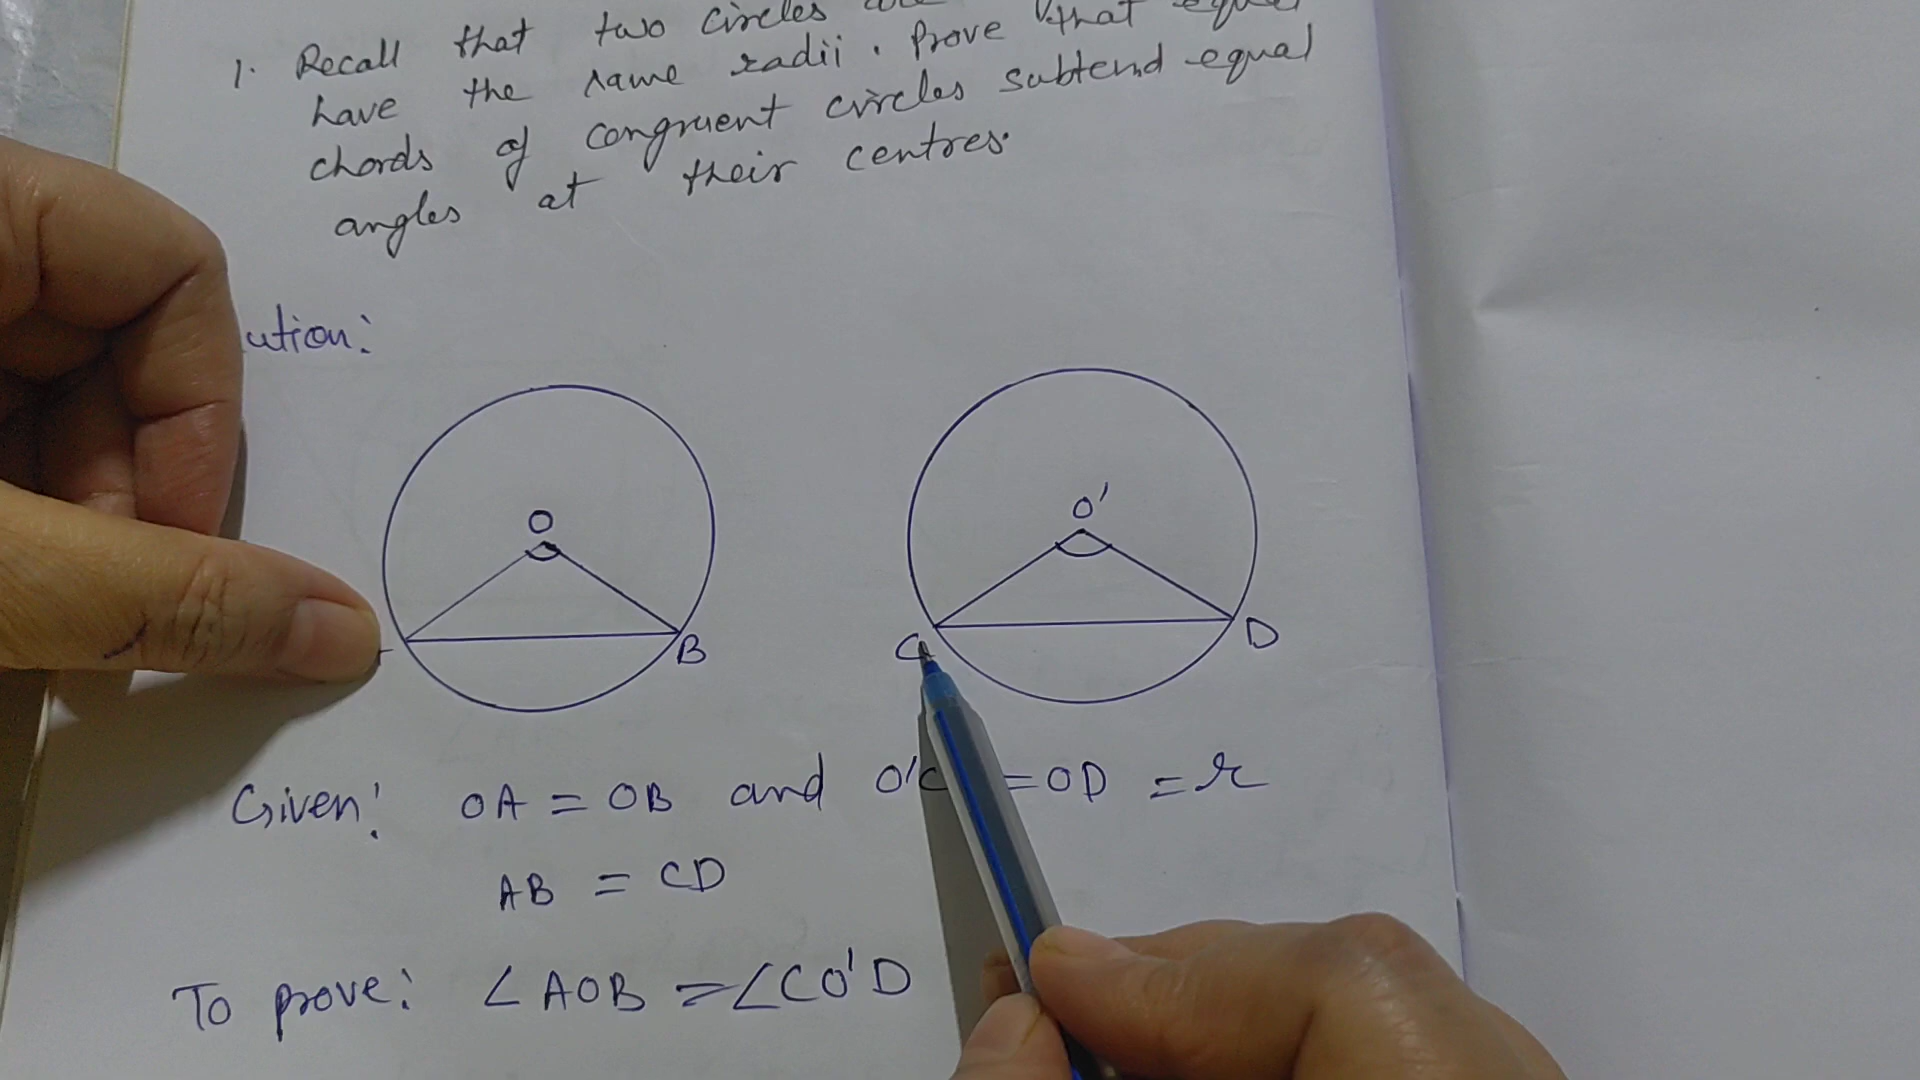 1. Recall that two circles
have the same radii. Prove that equal
chords of congruent circles subtend equal
angles at their centres.
ution:
O
O'
B
C
D
Given: OA = OB and O'C = OD = r
AB = CD
To prove: ∠AOB = ∠CO'D